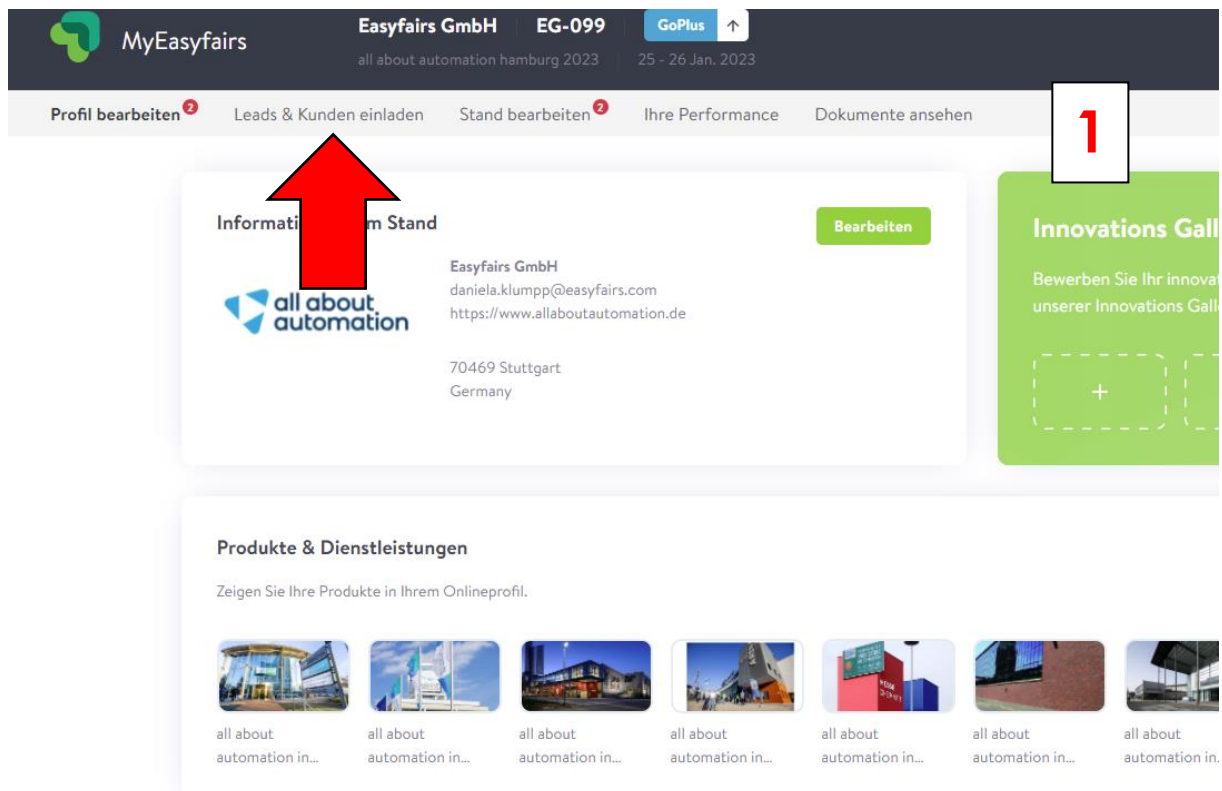 MyEasyfairs
Easyfairs GmbH EG-099 GoPlus ↑
all about automation hamburg 2023 25 - 26 Jan. 2023
Profil bearbeiten 2 Leads & Kunden einladen Stand bearbeiten 2 Ihre Performance Dokumente ansehen
1
Informati m Stand
Bearbeiten
all about
automation
Easyfairs GmbH
daniela.klumpp@easyfairs.com
https://www.allaboutautomation.de
70469 Stuttgart
Germany
Innovations Gall
Bewerben Sie Ihr innovat
unserer Innovations Gall
+
Produkte & Dienstleistungen
Zeigen Sie Ihre Produkte in Ihrem Onlineprofil.
all about all about all about all about all about all about all about
automation in... automation in... automation in... automation in... automation in... automation in... automation in.